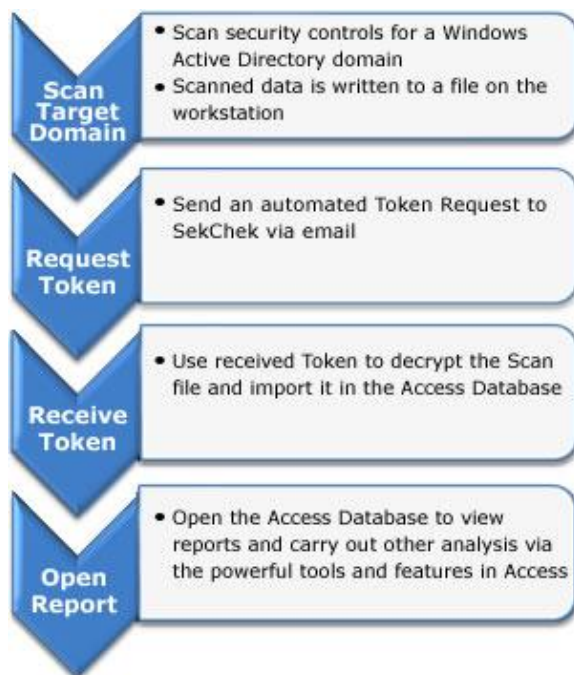 Scan
Target
Domain
• Scan security controls for a Windows
Active Directory domain
• Scanned data is written to a file on the
workstation
Request
Token
• Send an automated Token Request to
SekChek via email
Receive
Token
• Use received Token to decrypt the Scan
file and import it in the Access Database
Open
Report
• Open the Access Database to view
reports and carry out other analysis via
the powerful tools and features in Access